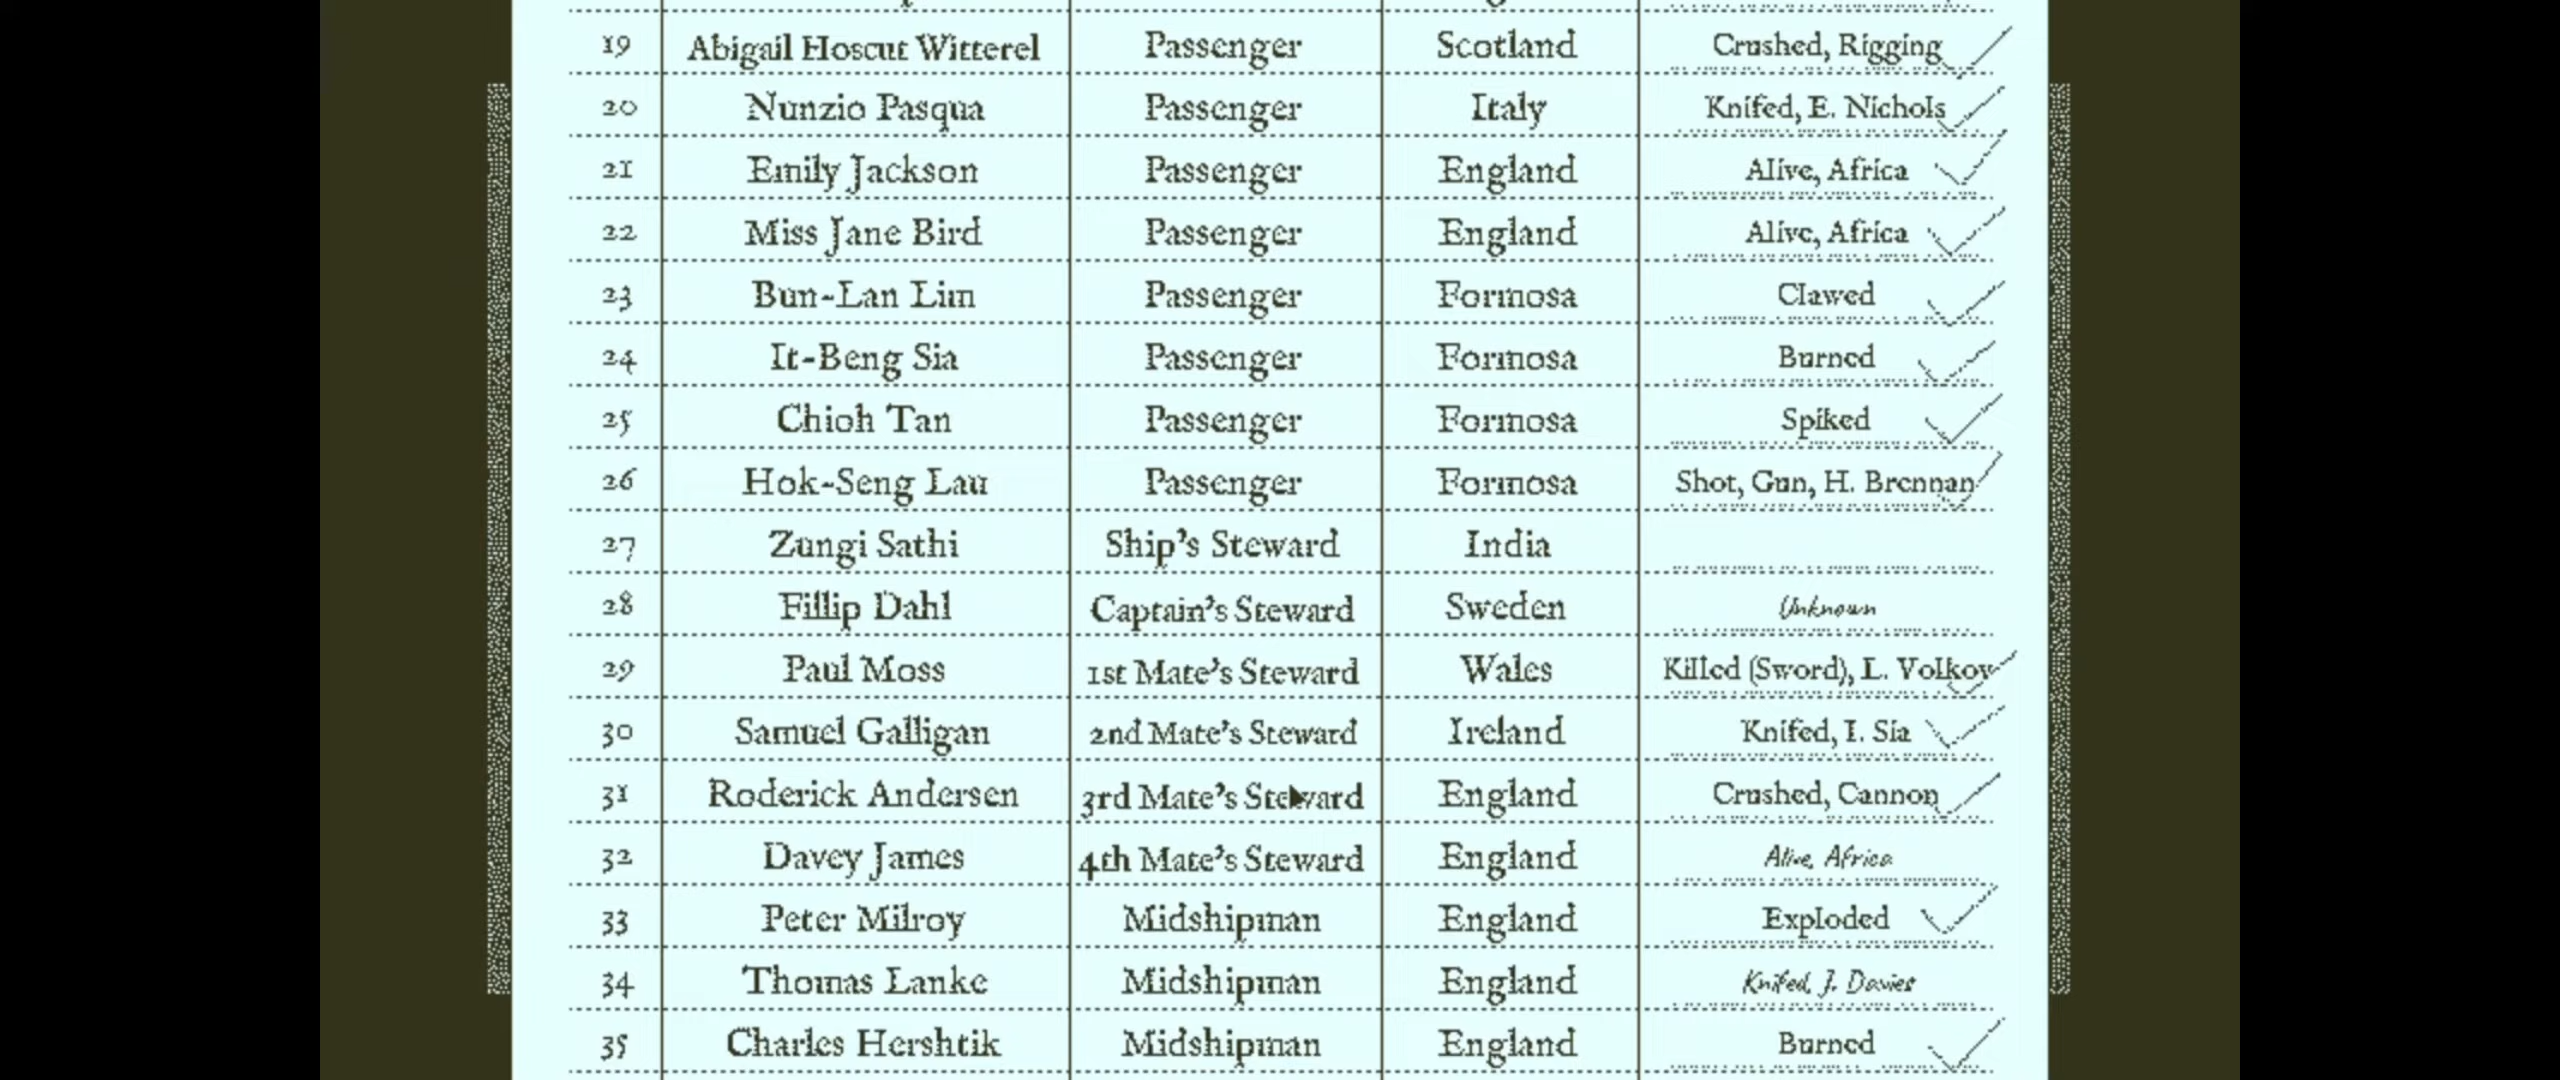 19 Abigail Hoscut Witterel Passenger Scotland Crushed, Rigging
20 Nunzio Pasqua Passenger Italy Knifed, E. Nichols
21 Emily Jackson Passenger England Alive, Africa
22 Miss Jane Bird Passenger England Alive, Africa
23 Bun-Lan Lim Passenger Formosa Clawed
24 It-Beng Sia Passenger Formosa Burned
25 Chioh Tan Passenger Formosa Spiked
26 Hok-Seng Lau Passenger Formosa Shot, Gun, H. Brennan
27 Zungi Sathi Ship's Steward India
28 Fillip Dahl Captain's Steward Sweden Unknown
29 Paul Moss 1st Mate's Steward Wales Killed (Sword), L. Volkov
30 Samuel Galligan 2nd Mate's Steward Ireland Knifed, I. Sia
31 Roderick Andersen 3rd Mate's Steward England Crushed, Cannon
32 Davey James 4th Mate's Steward England Alive, Africa
33 Peter Milroy Midshipman England Exploded
34 Thomas Lanke Midshipman England Knifed, J. Davies
35 Charles Hershtik Midshipman England Burned